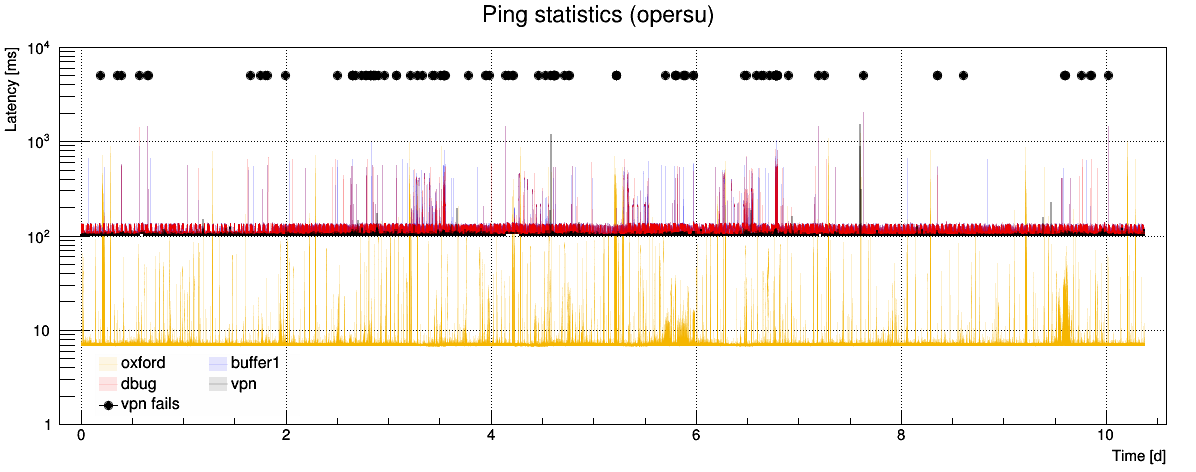 Ping statistics (opersu)
Latency [ms]
10⁴
10³
10²
10
1
oxford
buffer1
dbug
vpn
vpn fails
0 2 4 6 8 10
Time [d]